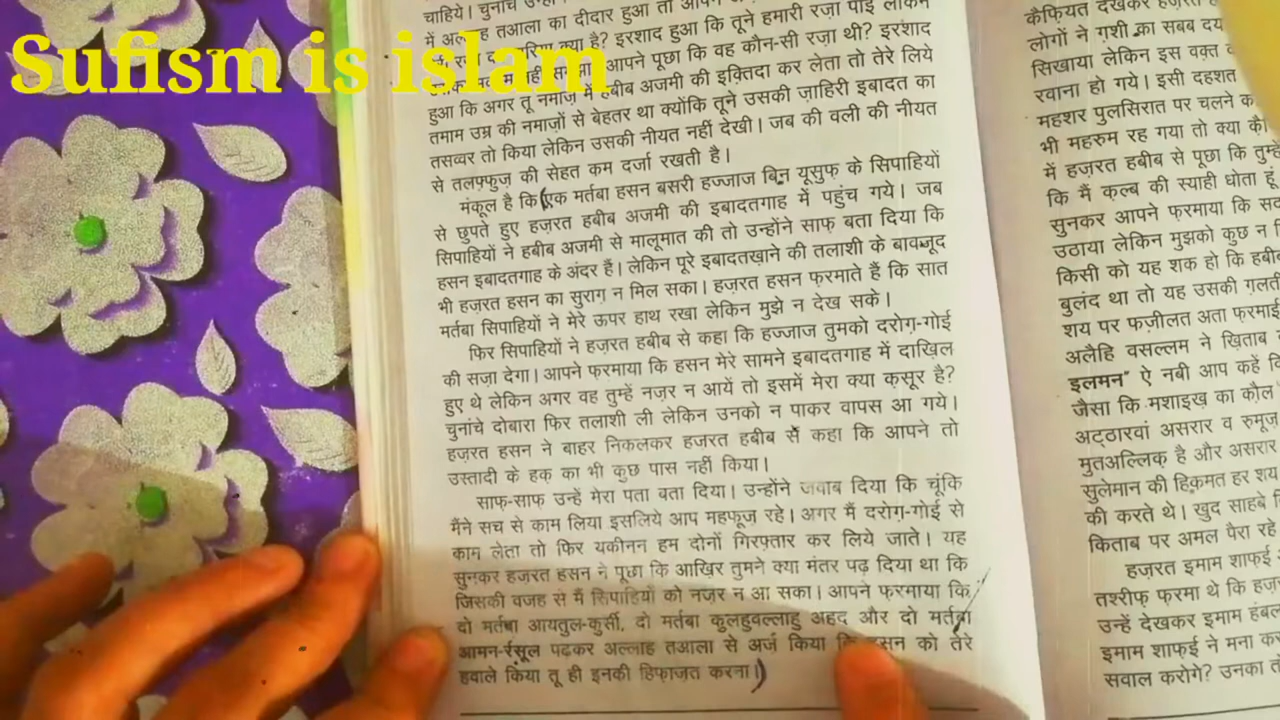 Sufism is islam
चाहिये। चुनांचे
में अल्लाह तआला का दीदार हुआ तो आपने
क्या है? इरशाद हुआ कि तूने हमारी रज़ा पाई लेकिन
आपने पूछा कि वह कौन-सी रज़ा थी? इरशाद
हुआ कि अगर तू नमाज़ में हबीब अजमी की इक़्तिदा कर लेता तो तेरे लिये
तमाम उम्र की नमाज़ों से बेहतर था क्योंकि तूने उसकी ज़ाहिरी इबादत का
तसव्वर तो किया लेकिन उसकी नीयत नहीं देखी। जब की वली की नीयत
से तलफ़्फ़ुज़ की सेहत कम दर्जा रखती है।
मंकूल है कि एक मर्तबा हसन बसरी हज्जाज बिन यूसुफ़ के सिपाहियों
से छुपते हुए हज़रत हबीब अजमी की इबादतगाह में पहुंच गये। जब
सिपाहियों ने हबीब अजमी से मालूमात की तो उन्होंने साफ़ बता दिया कि
हसन इबादतगाह के अंदर हैं। लेकिन पूरे इबादतख़ाने की तलाशी के बावजूद
भी हज़रत हसन का सुराग़ न मिल सका। हज़रत हसन फ़रमाते हैं कि सात
मर्तबा सिपाहियों ने मेरे ऊपर हाथ रखा लेकिन मुझे न देख सके।
फिर सिपाहियों ने हज़रत हबीब से कहा कि हज्जाज तुमको दरोग़-गोई
की सज़ा देगा। आपने फ़रमाया कि हसन मेरे सामने इबादतगाह में दाख़िल
हुए थे लेकिन अगर वह तुम्हें नज़र न आयें तो इसमें मेरा क्या क़सूर है?
चुनांचे दोबारा फिर तलाशी ली लेकिन उनको न पाकर वापस आ गये।
हज़रत हसन ने बाहर निकलकर हज़रत हबीब से कहा कि आपने तो
उस्तादी के हक़ का भी कुछ पास नहीं किया।
साफ़-साफ़ उन्हें मेरा पता बता दिया। उन्होंने जवाब दिया कि चूंकि
मैंने सच से काम लिया इसलिये आप महफूज़ रहे। अगर मैं दरोग़-गोई से
काम लेता तो फिर यकीनन हम दोनों गिरफ़्तार कर लिये जाते। यह
सुनकर हज़रत हसन ने पूछा कि आख़िर तुमने क्या मंतर पढ़ दिया था कि
जिसकी वजह से मैं सिपाहियों को नज़र न आ सका। आपने फ़रमाया कि
दो मर्तबा आयतुल-कुर्सी, दो मर्तबा कुलहुवल्लाहु अहद और दो मर्तबा
आमन-र्रसूल पढ़कर अल्लाह तआला से अर्ज़ किया कि हसन को तेरे
हवाले किया तू ही इनकी हिफ़ाज़त करना।)
कैफ़ियत देखकर हज़रत
लोगों ने ग़शी का सबब
सिखाया लेकिन इस वक़्त
रवाना हो गये। इसी दहशत
महशर पुलसिरात पर चलने
भी महरुम रह गया तो क्या
में हज़रत हबीब से पूछा कि
कि मैं क़ल्ब की स्याही धोता हूं
सुनकर आपने फ़रमाया कि
उठाया लेकिन मुझको कुछ न
किसी को यह शक हो कि
बुलंद था तो यह उसकी
शय पर फज़ीलत अता
अलैहि वसल्लम ने ख़िताब
इलमन" ऐ नबी आप कहें
जैसा कि मशाइख़ का क़ौल
अट्ठारवां असरार व रुमूज़
मुतअल्लिक़ है और असरार
सुलेमान की हिक़मत हर शय
की करते थे। खुद साहबे
किताब पर अमल पैरा रहे
हज़रत इमाम शाफ़ई
तशरीफ़ फ़रमा थे कि
उन्हें देखकर इमाम
इमाम शाफ़ई ने मना
सवाल करोगे? उनका